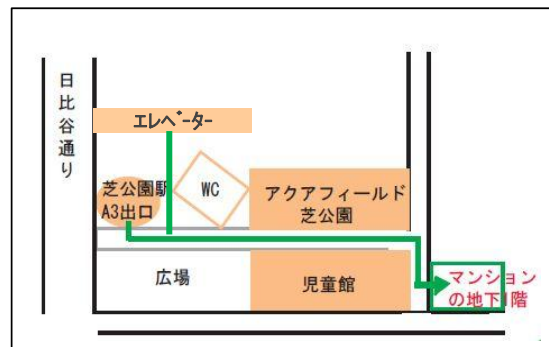 日比谷通り
エレベーター
芝公園駅
A3出口
WC
アクアフィールド
芝公園
広場
児童館
マンション
の地下1階